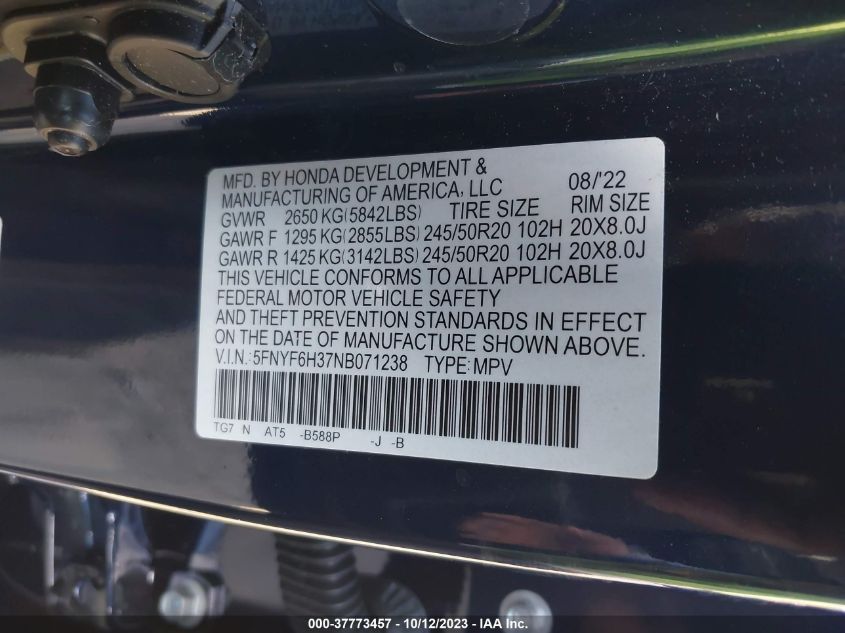 MFD. BY HONDA DEVELOPMENT &
MANUFACTURING OF AMERICA, LLC 08/'22
GVWR 2650 KG(5842LBS) TIRE SIZE RIM SIZE
GAWR F 1295 KG(2855LBS) 245/50R20 102H 20X8.0J
GAWR R 1425 KG(3142LBS) 245/50R20 102H 20X8.0J
THIS VEHICLE CONFORMS TO ALL APPLICABLE
FEDERAL MOTOR VEHICLE SAFETY
AND THEFT PREVENTION STANDARDS IN EFFECT
ON THE DATE OF MANUFACTURE SHOWN ABOVE.
V.I.N.:5FNYF6H37NB071238 TYPE:MPV
TG7 N AT5 -B588P -J -B
000-37773457 - 10/12/2023 - IAA Inc.